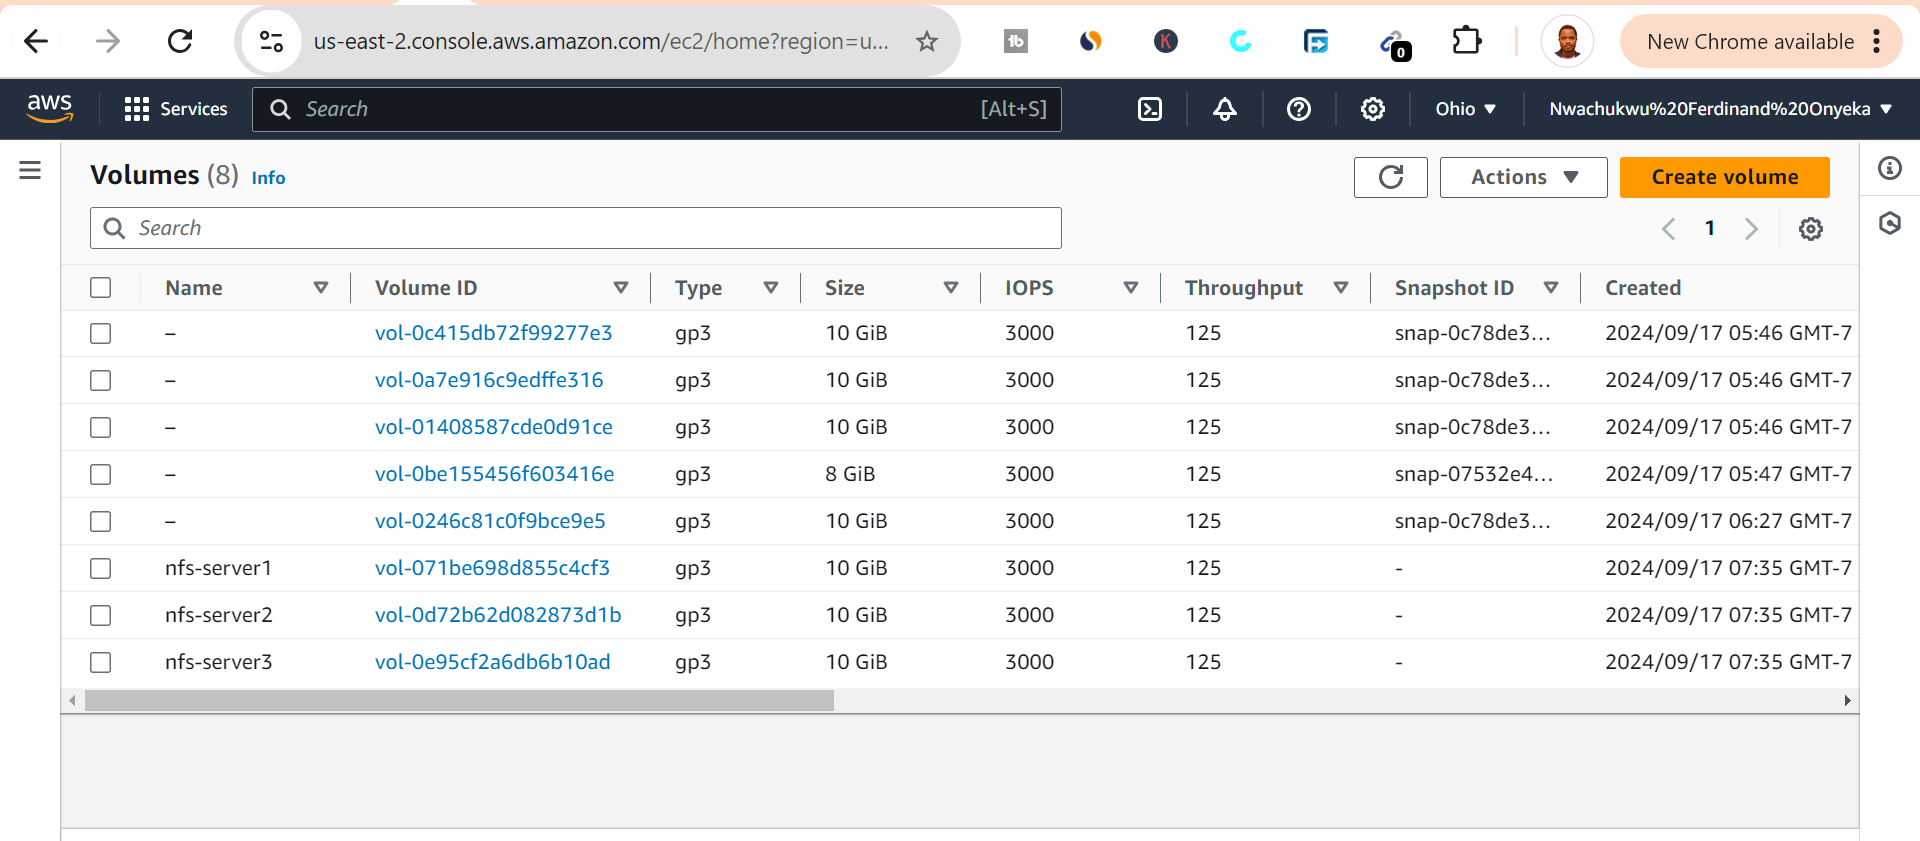 us-east-2.console.aws.amazon.com/ec2/home?region=u...
New Chrome available
tb
K
0
aws
Services
Search
[Alt+S]
Ohio
Nwachukwu%20Ferdinand%20Onyeka
Volumes (8) Info
Actions
Create volume
Search
1
Name Volume ID Type Size IOPS Throughput Snapshot ID Created
– vol-0c415db72f99277e3 gp3 10 GiB 3000 125 snap-0c78de3... 2024/09/17 05:46 GMT-7
– vol-0a7e916c9edffe316 gp3 10 GiB 3000 125 snap-0c78de3... 2024/09/17 05:46 GMT-7
– vol-01408587cde0d91ce gp3 10 GiB 3000 125 snap-0c78de3... 2024/09/17 05:46 GMT-7
– vol-0be155456f603416e gp3 8 GiB 3000 125 snap-07532e4... 2024/09/17 05:47 GMT-7
– vol-0246c81c0f9bce9e5 gp3 10 GiB 3000 125 snap-0c78de3... 2024/09/17 06:27 GMT-7
nfs-server1 vol-071be698d855c4cf3 gp3 10 GiB 3000 125 - 2024/09/17 07:35 GMT-7
nfs-server2 vol-0d72b62d082873d1b gp3 10 GiB 3000 125 - 2024/09/17 07:35 GMT-7
nfs-server3 vol-0e95cf2a6db6b10ad gp3 10 GiB 3000 125 - 2024/09/17 07:35 GMT-7